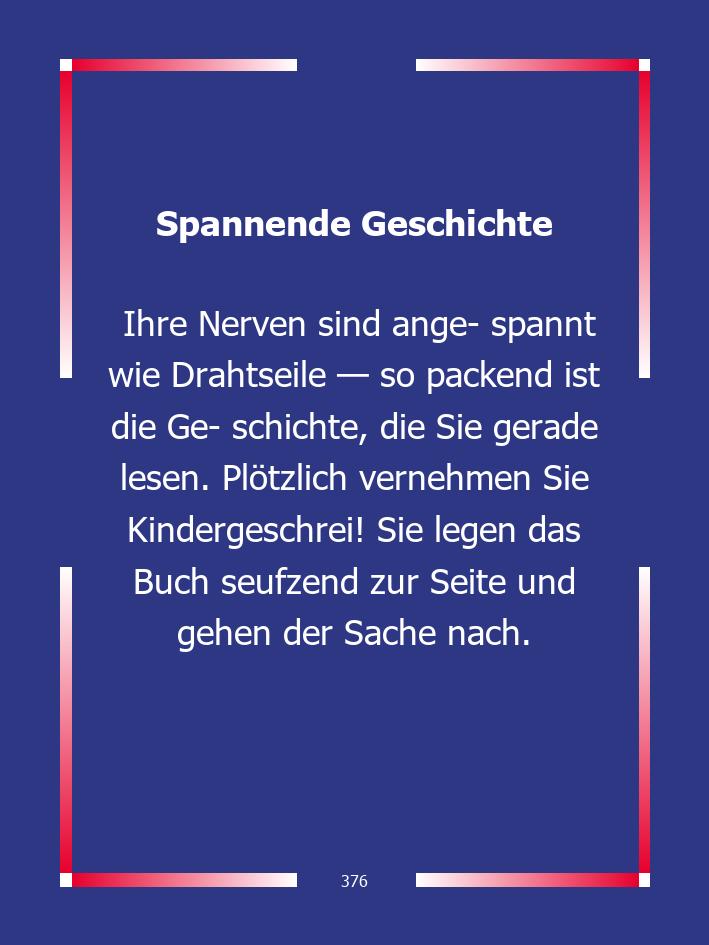 Spannende Geschichte
Ihre Nerven sind ange- spannt
wie Drahtseile — so packend ist
die Ge- schichte, die Sie gerade
lesen. Plötzlich vernehmen Sie
Kindergeschrei! Sie legen das
Buch seufzend zur Seite und
gehen der Sache nach.
376